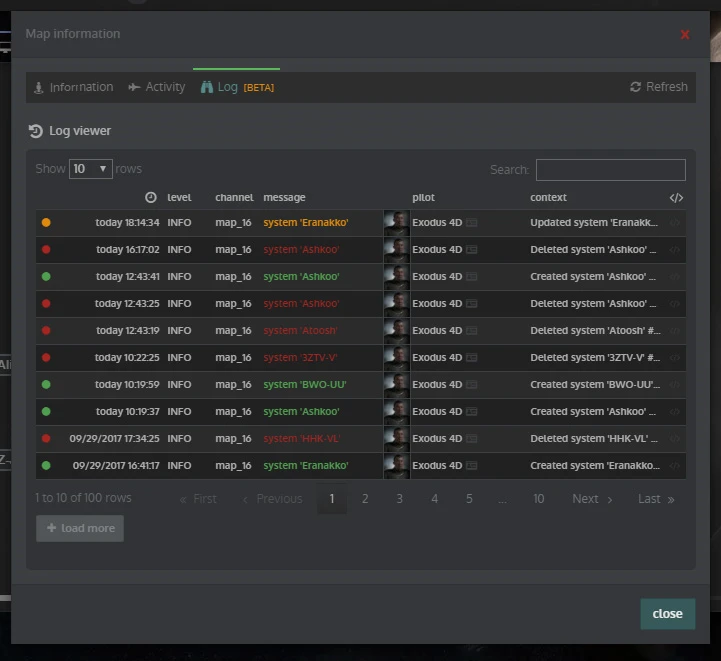 Map information
Information Activity Log [BETA] Refresh
Log viewer
Show 10 rows Search:
level channel message pilot context
today 18:14:34 INFO map_16 system 'Eranakko' Exodus 4D Updated system 'Eranakk...
today 16:17:02 INFO map_16 system 'Ashkoo' Exodus 4D Deleted system 'Ashkoo' ...
today 12:43:41 INFO map_16 system 'Ashkoo' Exodus 4D Created system 'Ashkoo' ...
today 12:43:25 INFO map_16 system 'Ashkoo' Exodus 4D Deleted system 'Ashkoo' ...
today 12:43:19 INFO map_16 system 'Atoosh' Exodus 4D Deleted system 'Atoosh' #...
today 10:22:25 INFO map_16 system '3ZTV-V' Exodus 4D Deleted system '3ZTV-V' #...
today 10:19:59 INFO map_16 system 'BWO-UU' Exodus 4D Created system 'BWO-UU'...
today 10:19:37 INFO map_16 system 'Ashkoo' Exodus 4D Created system 'Ashkoo' ...
09/29/2017 17:34:25 INFO map_16 system 'HHK-VL' Exodus 4D Deleted system 'HHK-VL' ...
09/29/2017 16:41:17 INFO map_16 system 'Eranakko' Exodus 4D Created system 'Eranakko...
1 to 10 of 100 rows « First ‹ Previous 1 2 3 4 5 ... 10 Next › Last »
+ load more
close